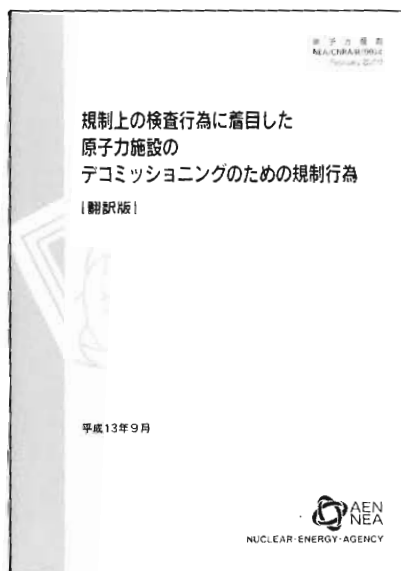 規制上の検査行為に着目した
原子力施設の
デコミッショニングのための規制行為
[翻訳版]
平成13年9月
AEN
NEA
NUCLEAR·ENERGY·AGENCY